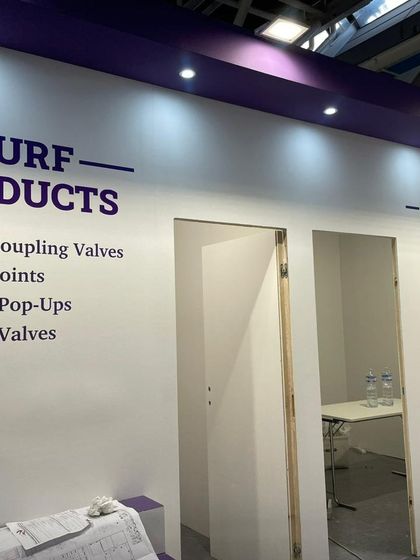 URF
DUCTS
oupling Valves
oints
Pop-Ups
Valves